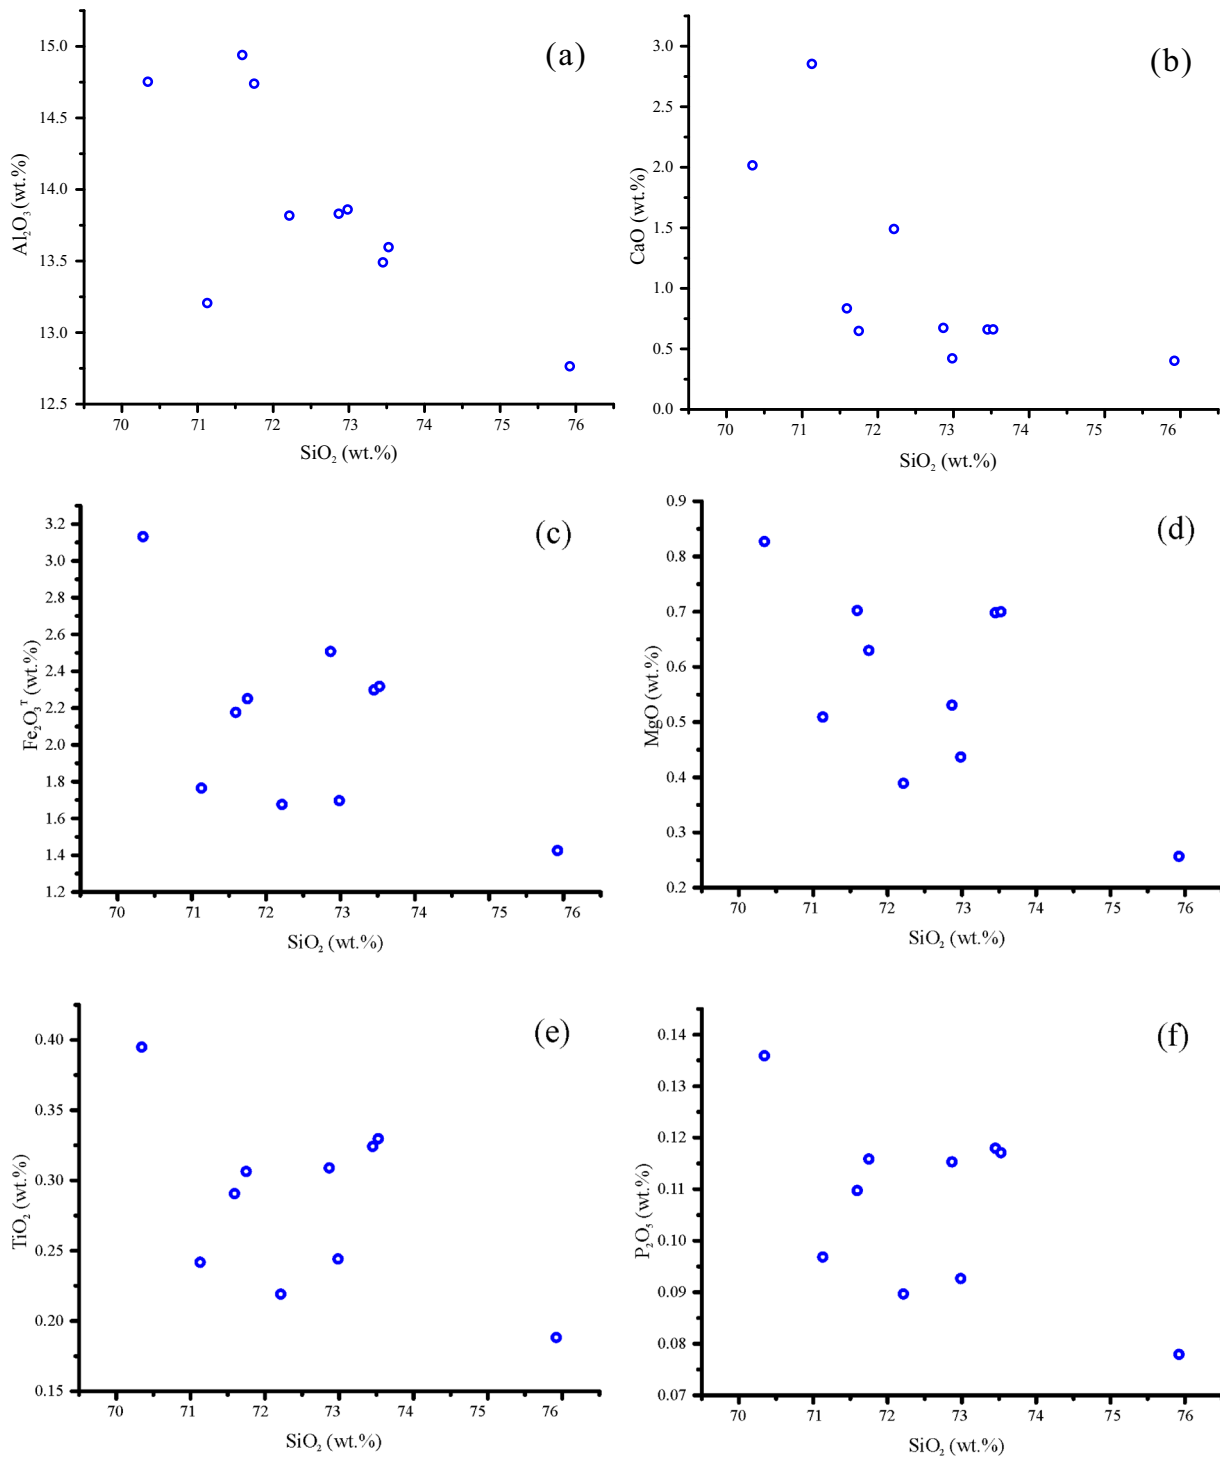 (a)
15.0
14.5
14.0
13.5
13.0
12.5
Al₂O₃ (wt.%)
70 71 72 73 74 75 76
SiO₂ (wt.%)
(b)
3.0
2.5
2.0
1.5
1.0
0.5
0.0
CaO (wt.%)
70 71 72 73 74 75 76
SiO₂ (wt.%)
(c)
3.2
3.0
2.8
2.6
2.4
2.2
2.0
1.8
1.6
1.4
1.2
Fe₂O₃ᵀ (wt.%)
70 71 72 73 74 75 76
SiO₂ (wt.%)
(d)
0.9
0.8
0.7
0.6
0.5
0.4
0.3
0.2
MgO (wt.%)
70 71 72 73 74 75 76
SiO₂ (wt.%)
(e)
0.40
0.35
0.30
0.25
0.20
0.15
TiO₂ (wt.%)
70 71 72 73 74 75 76
SiO₂ (wt.%)
(f)
0.14
0.13
0.12
0.11
0.10
0.09
0.08
0.07
P₂O₅ (wt.%)
70 71 72 73 74 75 76
SiO₂ (wt.%)